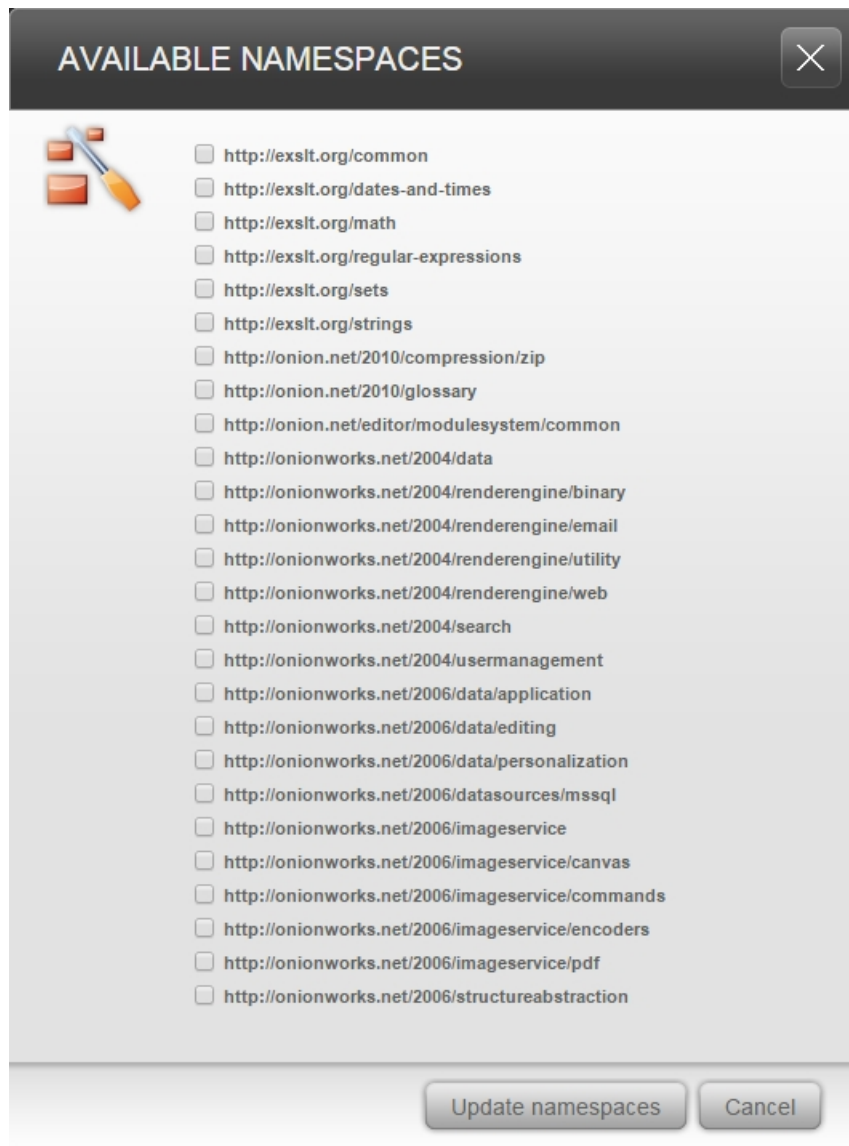 AVAILABLE NAMESPACES
http://exslt.org/common
http://exslt.org/dates-and-times
http://exslt.org/math
http://exslt.org/regular-expressions
http://exslt.org/sets
http://exslt.org/strings
http://onion.net/2010/compression/zip
http://onion.net/2010/glossary
http://onion.net/editor/modulesystem/common
http://onionworks.net/2004/data
http://onionworks.net/2004/renderengine/binary
http://onionworks.net/2004/renderengine/email
http://onionworks.net/2004/renderengine/utility
http://onionworks.net/2004/renderengine/web
http://onionworks.net/2004/search
http://onionworks.net/2004/usermanagement
http://onionworks.net/2006/data/application
http://onionworks.net/2006/data/editing
http://onionworks.net/2006/data/personalization
http://onionworks.net/2006/datasources/mssql
http://onionworks.net/2006/imageservice
http://onionworks.net/2006/imageservice/canvas
http://onionworks.net/2006/imageservice/commands
http://onionworks.net/2006/imageservice/encoders
http://onionworks.net/2006/imageservice/pdf
http://onionworks.net/2006/structureabstraction
Update namespaces Cancel